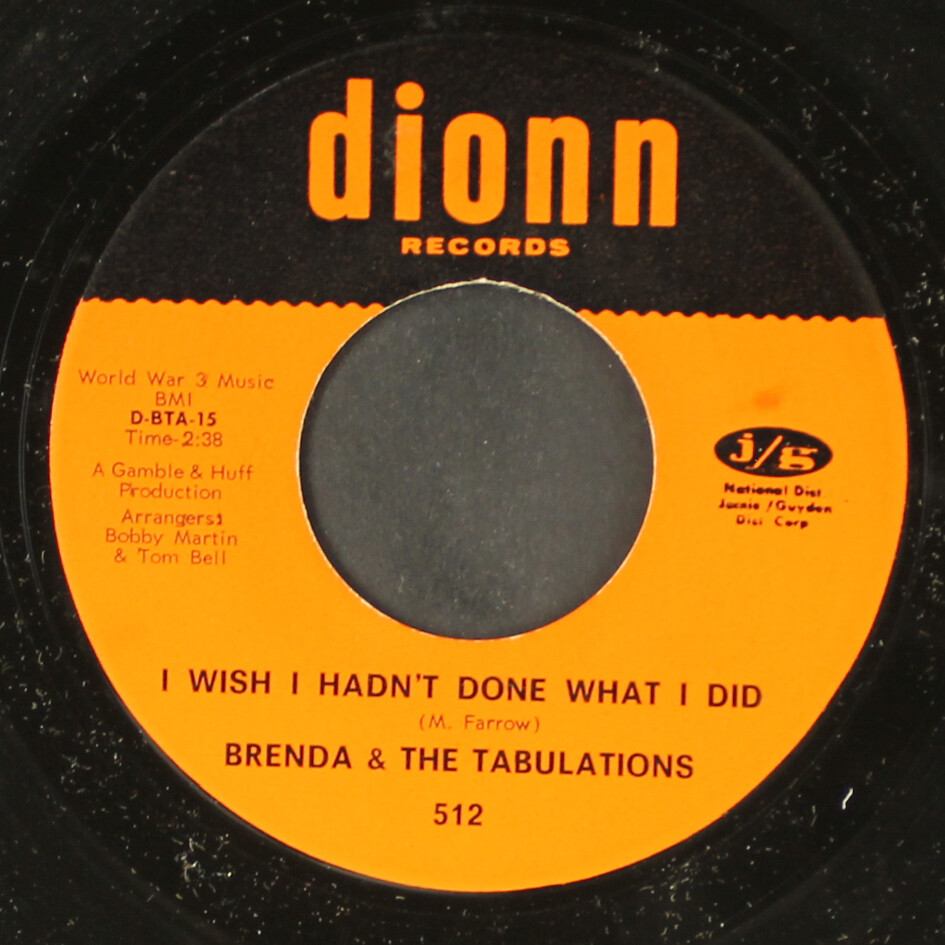 dionn
RECORDS
World War 3 Music
BMI
D-BTA-15
Time-2:38
A Gamble & Huff
Production
Arrangers:
Bobby Martin
& Tom Bell
j/g
National Dist.
Jamie / Guyden
Dist Corp
I WISH I HADN'T DONE WHAT I DID
(M. Farrow)
BRENDA & THE TABULATIONS
512